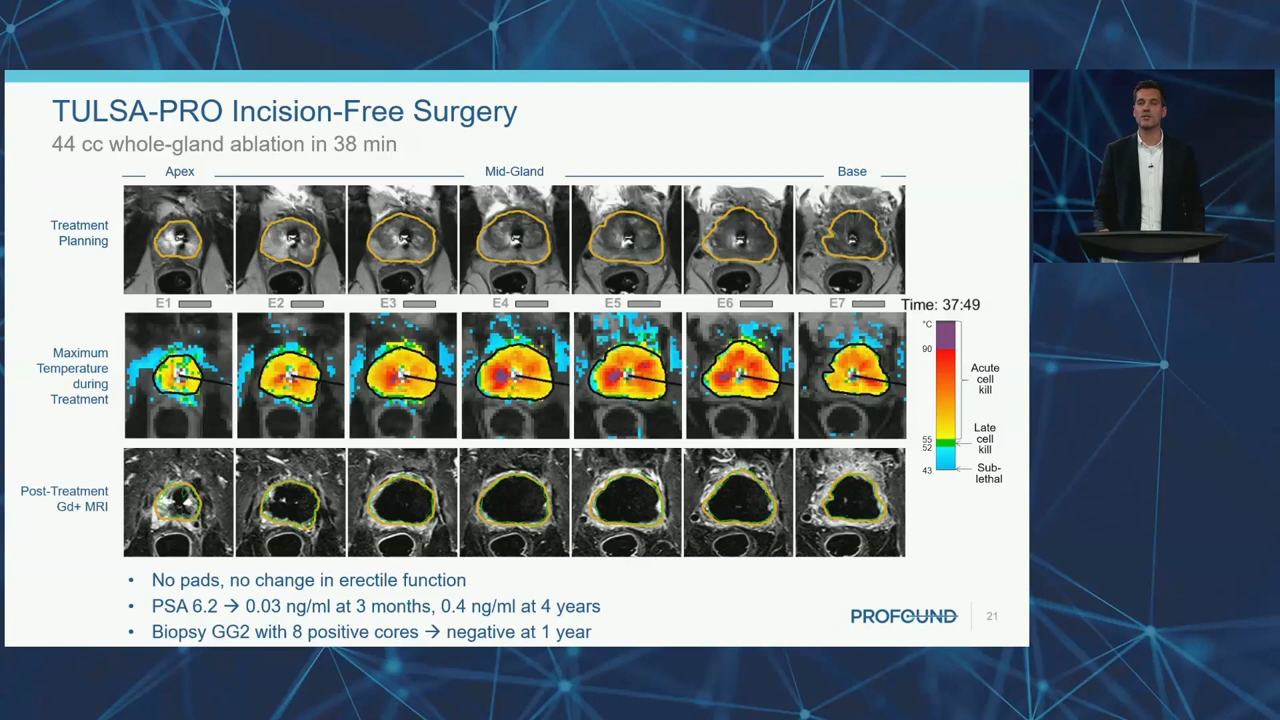 TULSA-PRO Incision-Free Surgery
44 cc whole-gland ablation in 38 min
Apex
Mid-Gland
Base
Treatment
Planning
E1
E2
E3
E4
E5
E6
E7
Time: 37:49
Maximum
Temperature
during
Treatment
°C
90
55
52
43
Acute
cell
kill
Late
cell
kill
Sub-
lethal
Post-Treatment
Gd+ MRI
• No pads, no change in erectile function
• PSA 6.2 → 0.03 ng/ml at 3 months, 0.4 ng/ml at 4 years
• Biopsy GG2 with 8 positive cores → negative at 1 year
PROFOUND
21